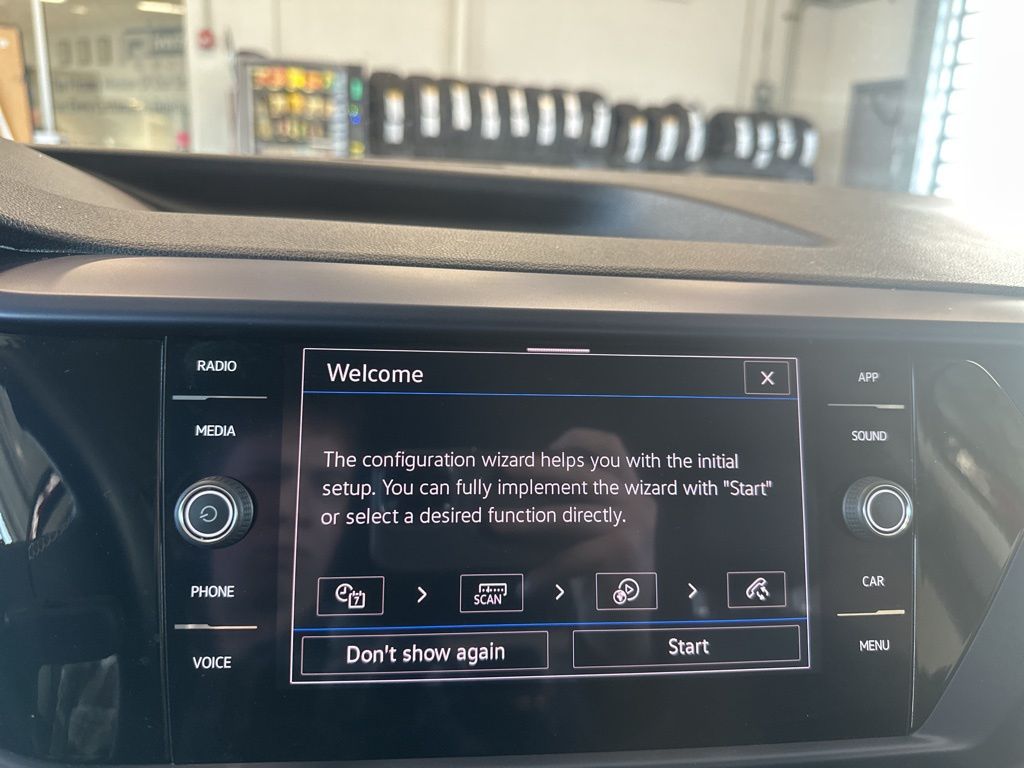 RADIO
MEDIA
PHONE
VOICE
Welcome
X
The configuration wizard helps you with the initial
setup. You can fully implement the wizard with "Start"
or select a desired function directly.
7
SCAN
Don't show again
Start
APP
SOUND
CAR
MENU